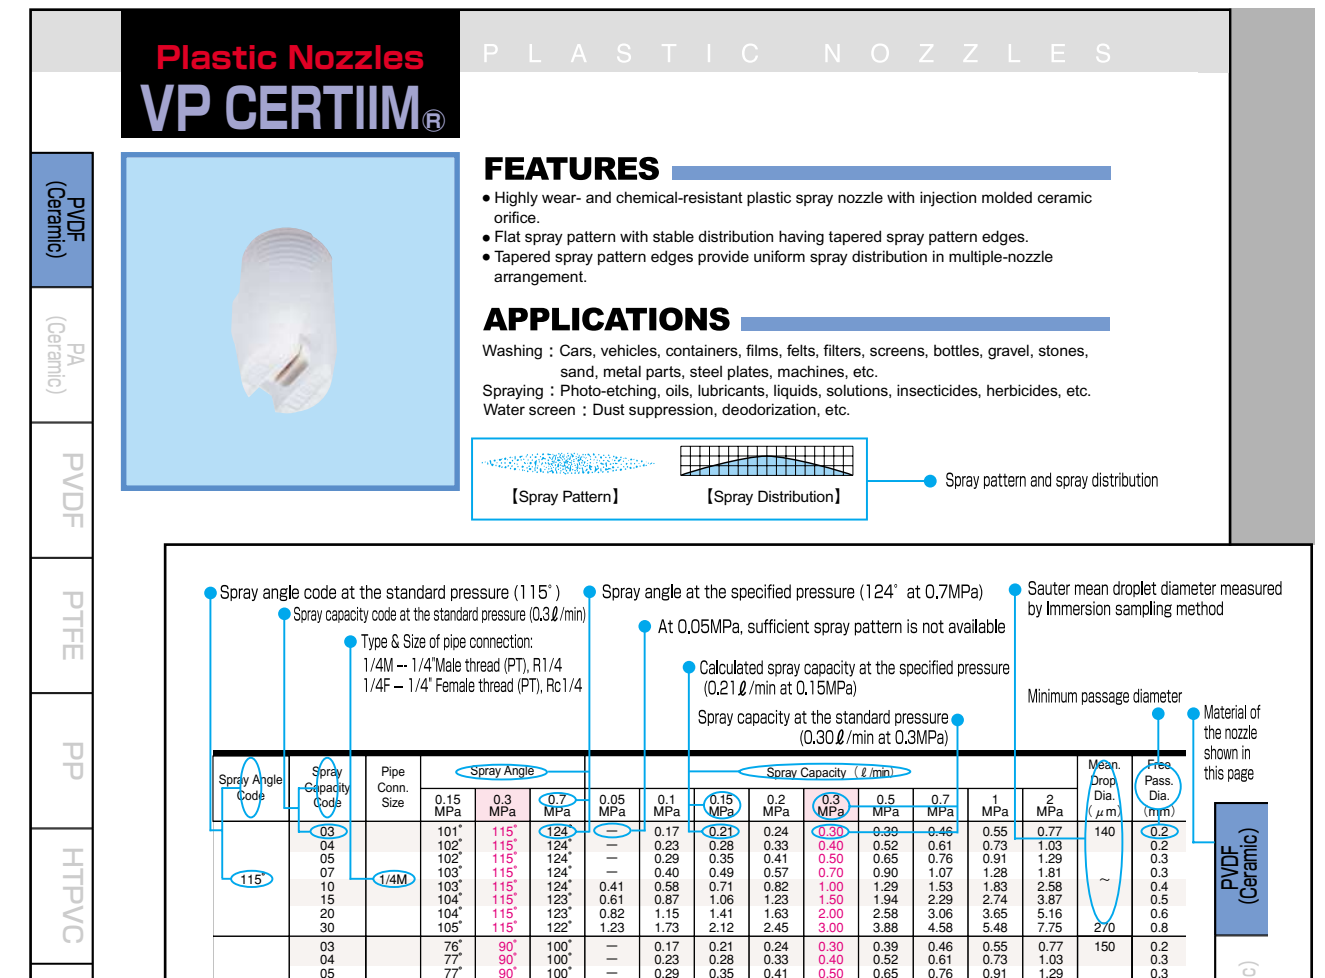 Plastic Nozzles
PLASTIC NOZZLES
VP CERTIIM®
PVDF
(Ceramic)
PA
(Ceramic)
PVDF
PTFE
PP
HTPVC
FEATURES
● Highly wear- and chemical-resistant plastic spray nozzle with injection molded ceramic
orifice.
● Flat spray pattern with stable distribution having tapered spray pattern edges.
● Tapered spray pattern edges provide uniform spray distribution in multiple-nozzle
arrangement.
APPLICATIONS
Washing：Cars, vehicles, containers, films, felts, filters, screens, bottles, gravel, stones,
sand, metal parts, steel plates, machines, etc.
Spraying：Photo-etching, oils, lubricants, liquids, solutions, insecticides, herbicides, etc.
Water screen：Dust suppression, deodorization, etc.
【Spray Pattern】 【Spray Distribution】
Spray pattern and spray distribution
Spray angle code at the standard pressure (115°)
Spray capacity code at the standard pressure (0.3ℓ/min)
Type & Size of pipe connection:
1/4M -- 1/4"Male thread (PT), R1/4
1/4F – 1/4" Female thread (PT), Rc1/4
Spray angle at the specified pressure (124° at 0.7MPa)
At 0.05MPa, sufficient spray pattern is not available
Calculated spray capacity at the specified pressure
(0.21ℓ/min at 0.15MPa)
Spray capacity at the standard pressure
(0.30ℓ/min at 0.3MPa)
Sauter mean droplet diameter measured
by Immersion sampling method
Minimum passage diameter
Material of
the nozzle
shown in
this page
PVDF
(Ceramic)
Spray Angle
Code
Spray
Capacity
Code
Pipe
Conn.
Size
Spray Angle
Spray Capacity (ℓ/min)
Mean.
Drop.
Dia.
(μm)
Free
Pass.
Dia.
(mm)
0.15 MPa 0.3 MPa 0.7 MPa 0.05 MPa 0.1 MPa 0.15 MPa 0.2 MPa 0.3 MPa 0.5 MPa 0.7 MPa 1 MPa 2 MPa
03 101° 115° 124° — 0.17 0.21 0.24 0.30 0.39 0.46 0.55 0.77 140 0.2
04 102° 115° 124° — 0.23 0.28 0.33 0.40 0.52 0.61 0.73 1.03 0.2
05 102° 115° 124° — 0.29 0.35 0.41 0.50 0.65 0.76 0.91 1.29 0.3
07 103° 115° 124° — 0.40 0.49 0.57 0.70 0.90 1.07 1.28 1.81 0.3
115° 1/4M ~
10 103° 115° 124° 0.41 0.58 0.71 0.82 1.00 1.29 1.53 1.83 2.58 0.4
15 104° 115° 123° 0.61 0.87 1.06 1.23 1.50 1.94 2.29 2.74 3.87 0.5
20 104° 115° 123° 0.82 1.15 1.41 1.63 2.00 2.58 3.06 3.65 5.16 0.6
30 105° 115° 122° 1.23 1.73 2.12 2.45 3.00 3.88 4.58 5.48 7.75 270 0.8
03 76° 90° 100° — 0.17 0.21 0.24 0.30 0.39 0.46 0.55 0.77 150 0.2
04 77° 90° 100° — 0.23 0.28 0.33 0.40 0.52 0.61 0.73 1.03 0.3
05 77° 90° 100° — 0.29 0.35 0.41 0.50 0.65 0.76 0.91 1.29 0.3